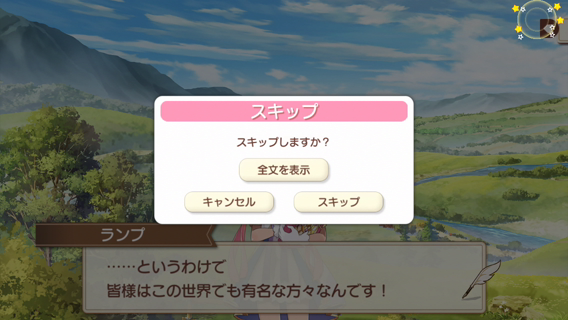 スキップ
スキップしますか?
全文を表示
キャンセル
スキップ
ランプ
……というわけで
皆様はこの世界でも有名な方々なんです!